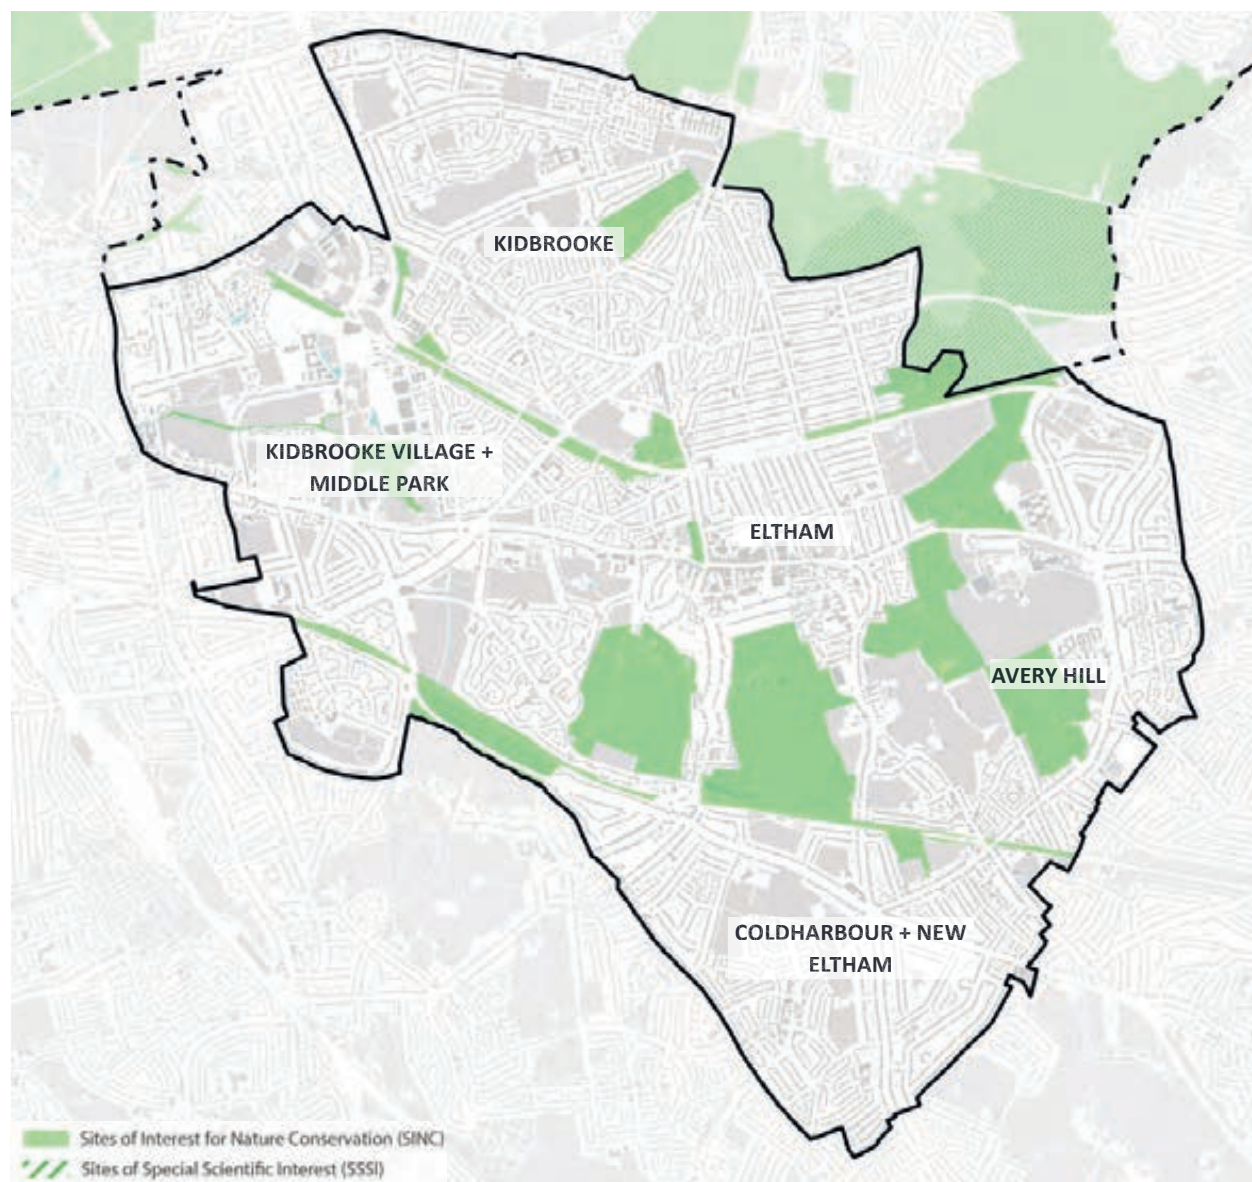 KIDBROOKE
KIDBROOKE VILLAGE +
MIDDLE PARK
ELTHAM
AVERY HILL
COLDHARBOUR + NEW
ELTHAM
Sites of Interest for Nature Conservation (SINC)
Sites of Special Scientific Interest (SSSI)